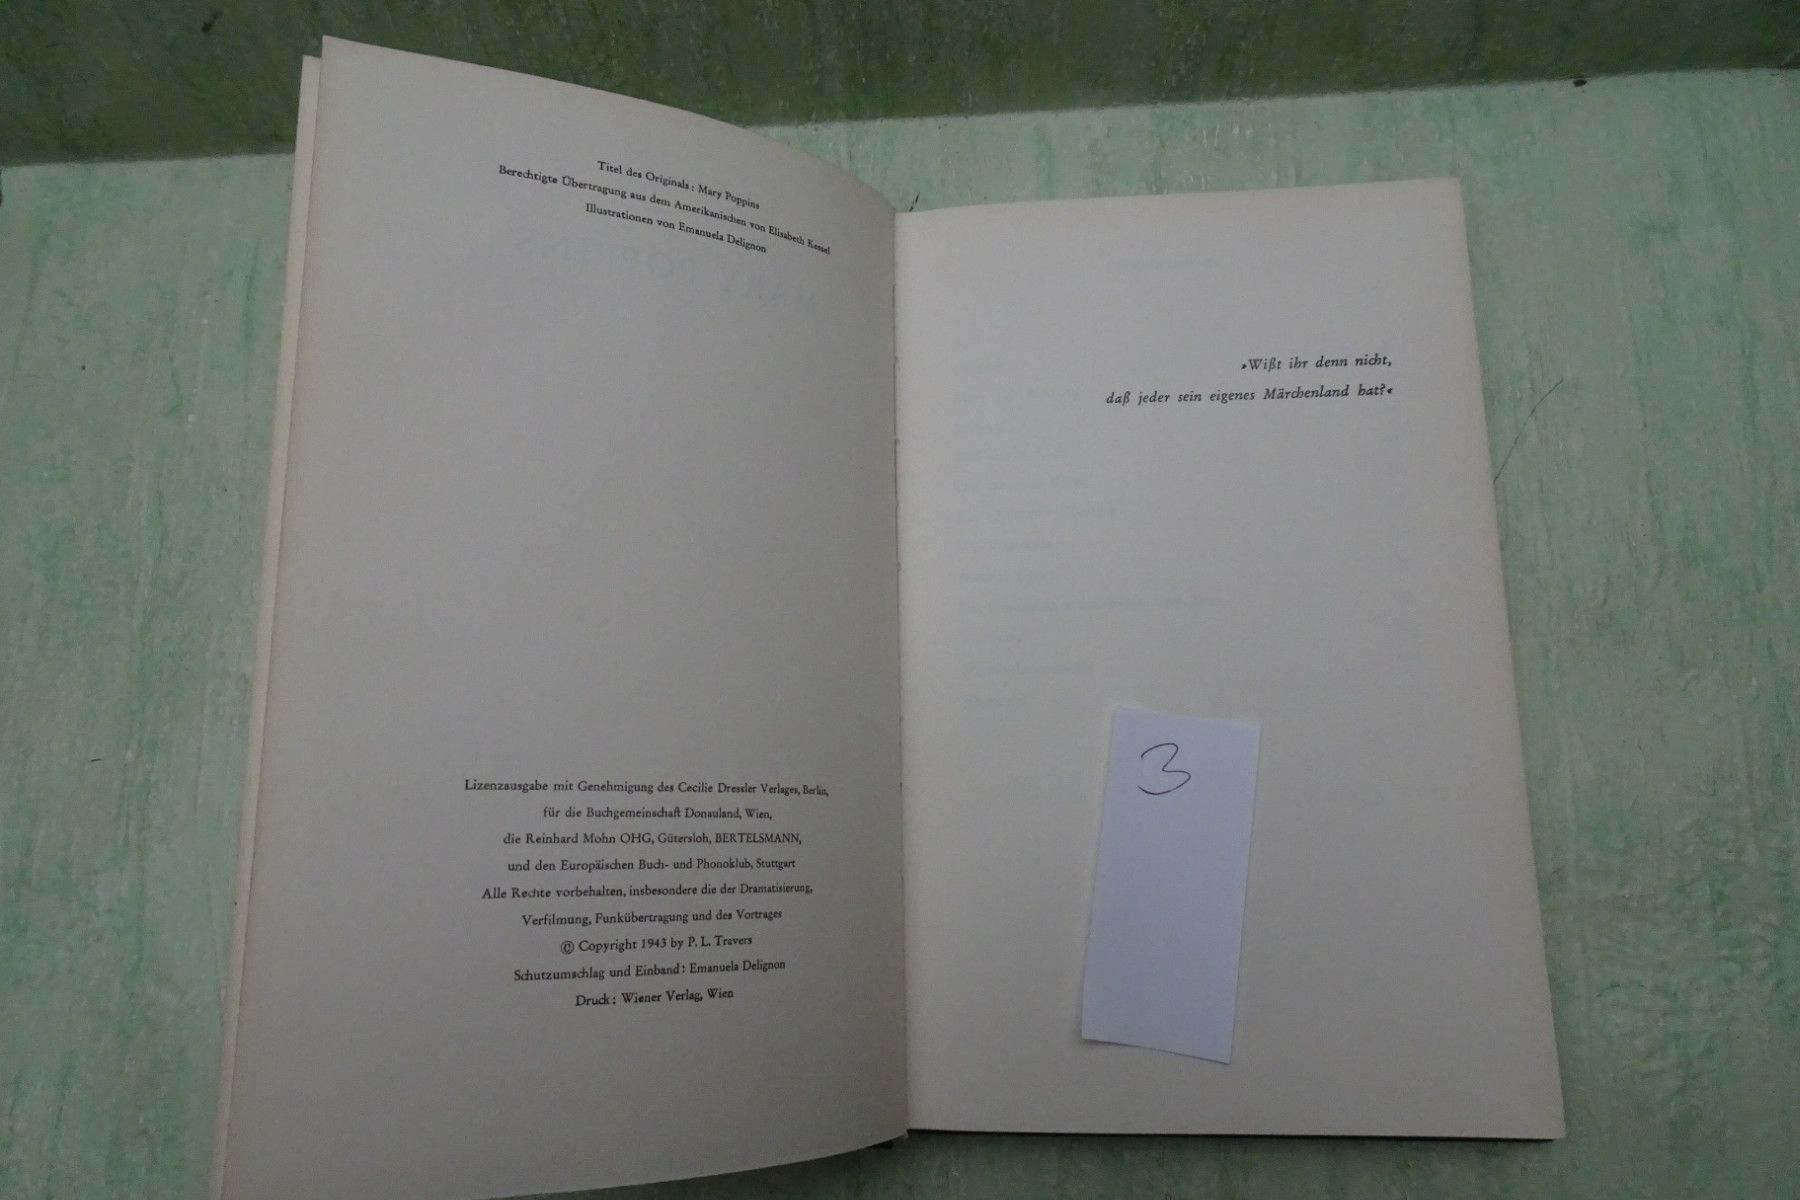 Titel des Originals: Mary Poppins
Berechtigte Übertragung aus dem Amerikanischen von Elisabeth Kessel
Illustrationen von Emanuela Delignon
Lizenzausgabe mit Genehmigung des Cecilie Dressler Verlages, Berlin,
für die Buchgemeinschaft Donauland, Wien,
die Reinhard Mohn OHG, Gütersloh, BERTELSMANN,
und den Europäischen Buch- und Phonoklub, Stuttgart
Alle Rechte vorbehalten, insbesondere die der Dramatisierung,
Verfilmung, Funkübertragung und des Vortrages
© Copyright 1943 by P. L. Travers
Schutzumschlag und Einband: Emanuela Delignon
Druck: Wiener Verlag, Wien
»Wißt ihr denn nicht,
daß jeder sein eigenes Märchenland hat?«
3